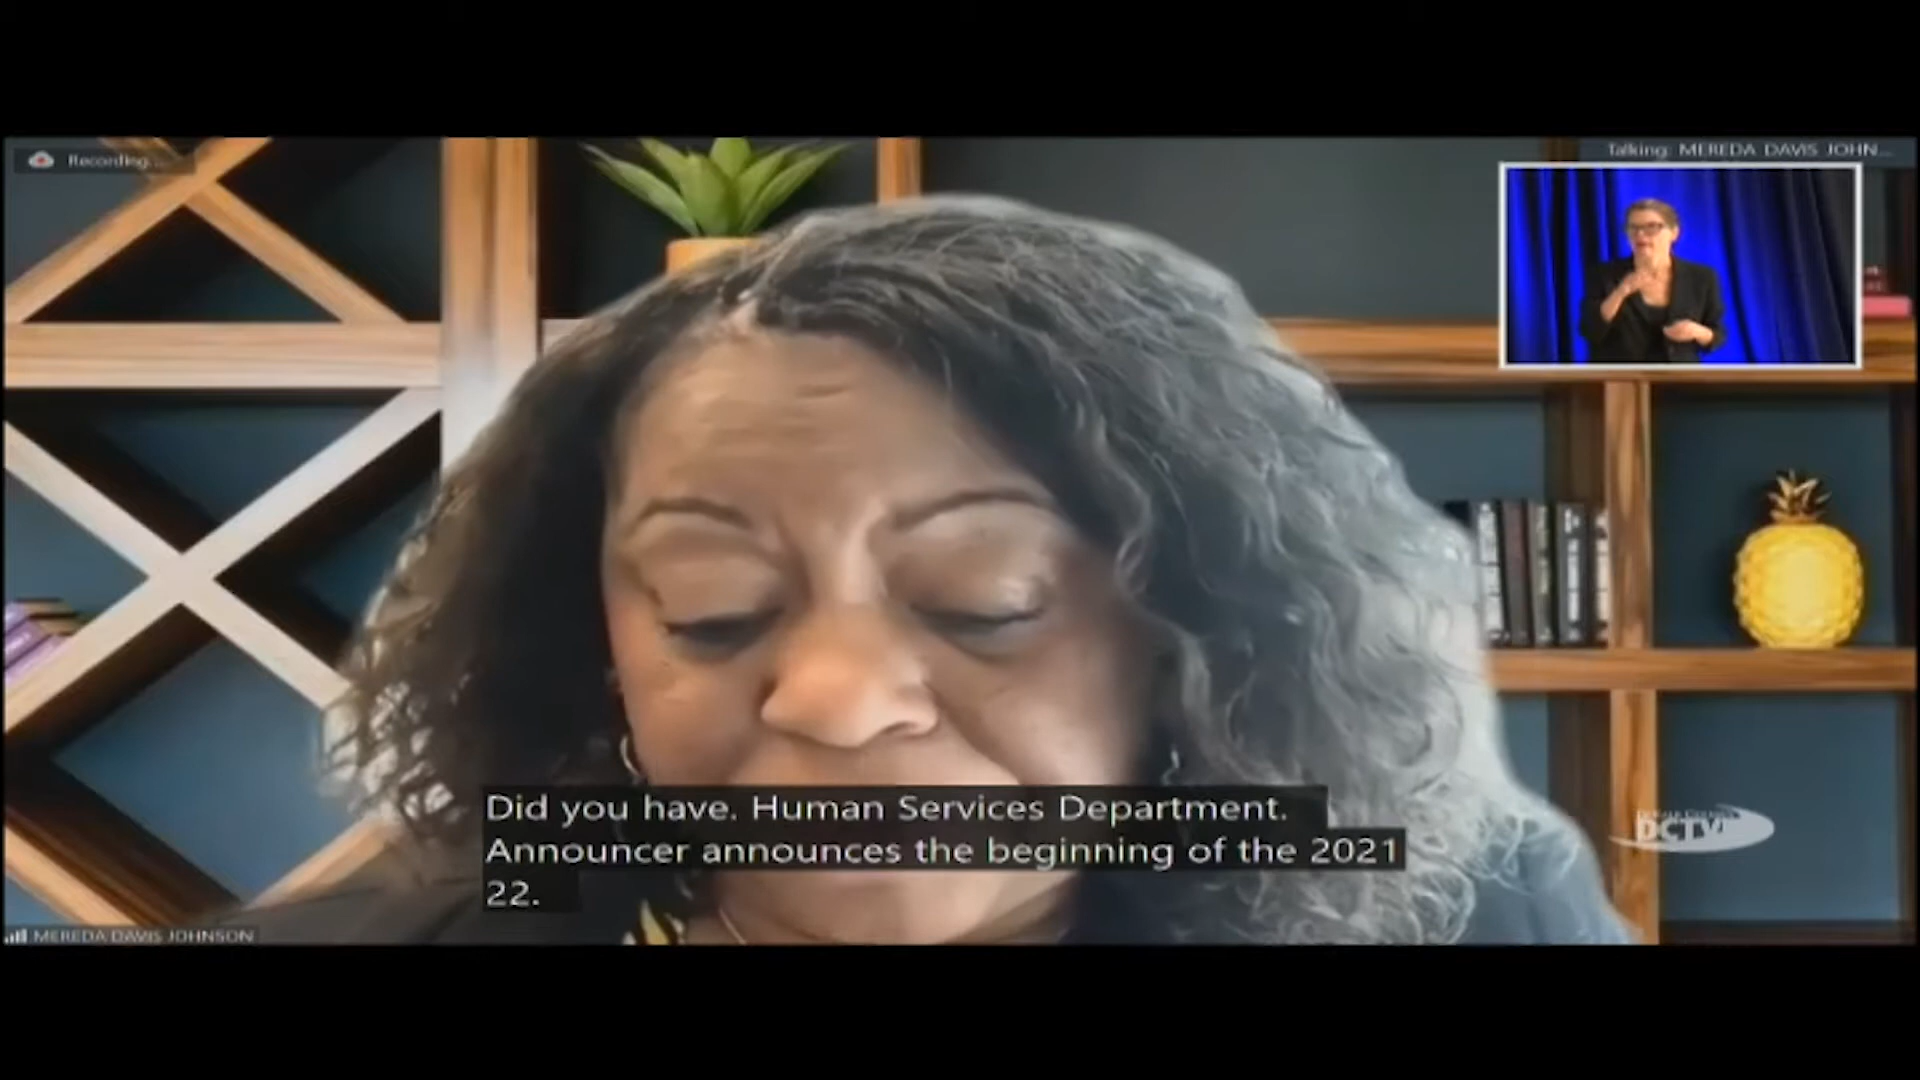 Recording...
Talking: MEREDA DAVIS JOHN...
Did you have. Human Services Department.
Announcer announces the beginning of the 2021
22.
DCTV
MEREDA DAVIS JOHNSON